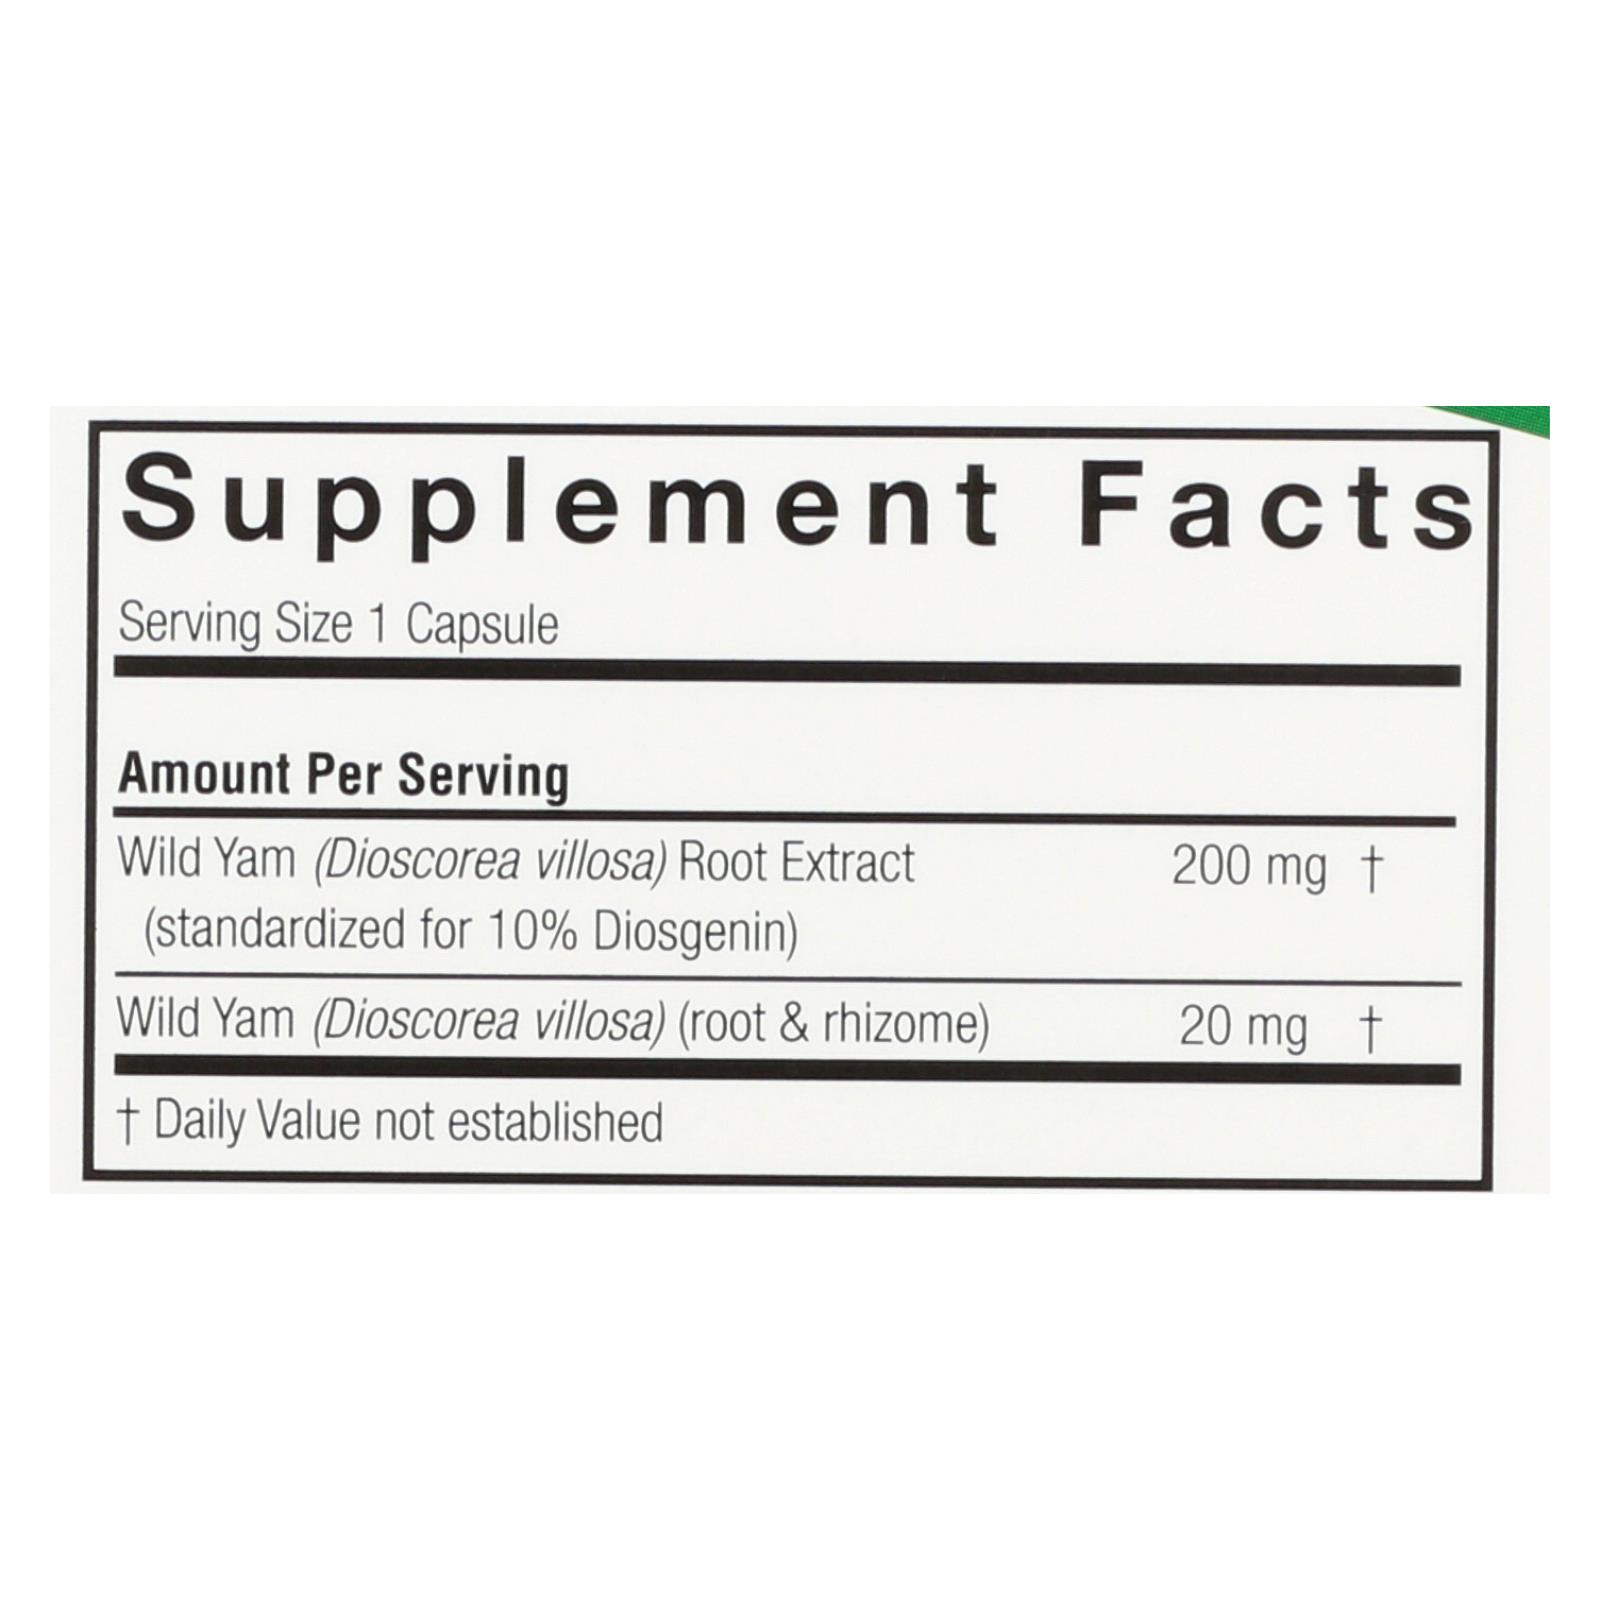 Supplement Facts
Serving Size 1 Capsule
Amount Per Serving
Wild Yam (Dioscorea villosa) Root Extract 200 mg †
(standardized for 10% Diosgenin)
Wild Yam (Dioscorea villosa) (root & rhizome) 20 mg †
† Daily Value not established